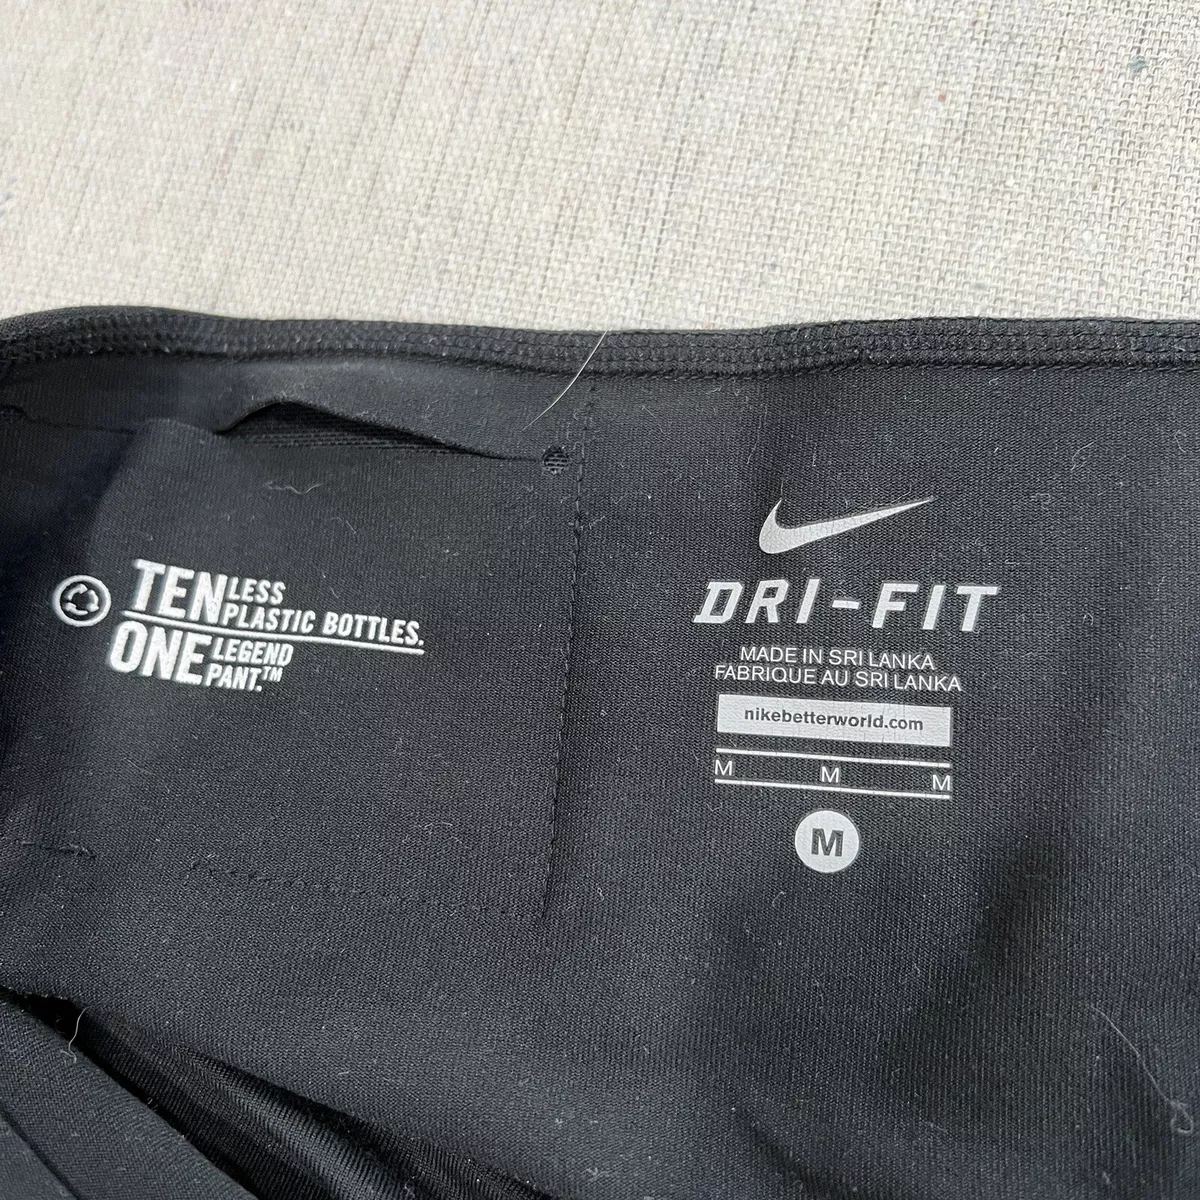 TEN LESS
PLASTIC BOTTLES.
ONE LEGEND
PANT.™
DRI-FIT
MADE IN SRI LANKA
FABRIQUE AU SRI LANKA
nikebetterworld.com
M M M
M